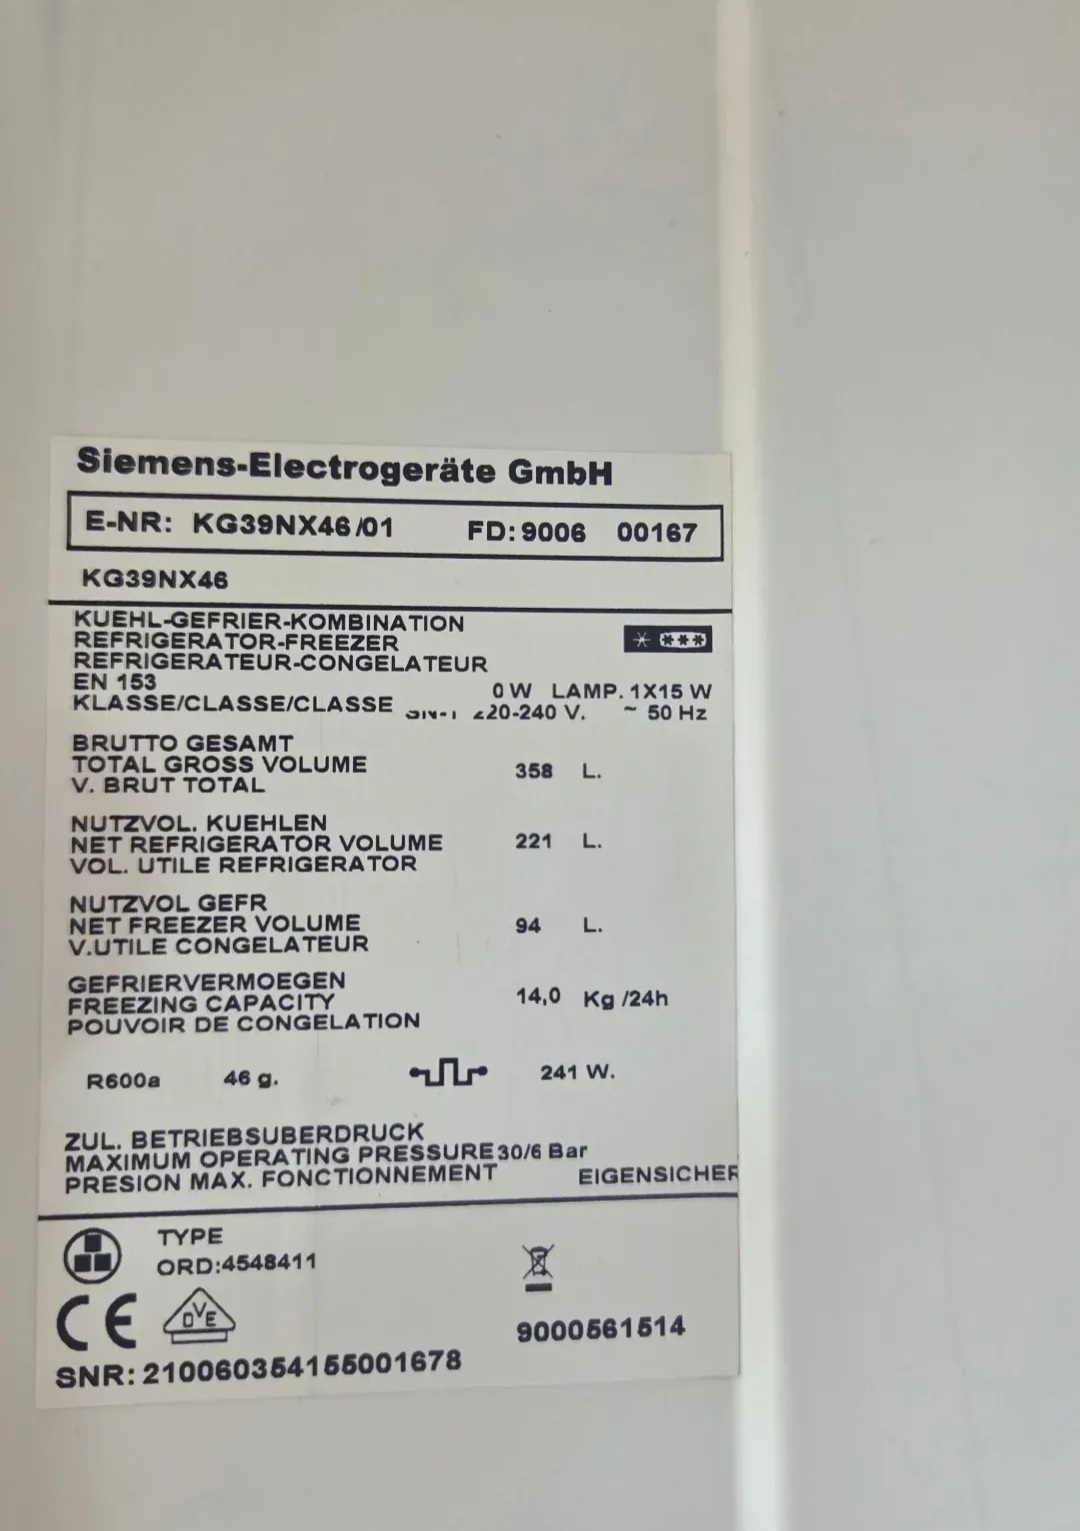 Siemens-Electrogeräte GmbH
E-NR: KG39NX46/01 FD: 9006 00167
KG39NX46
KUEHL-GEFRIER-KOMBINATION
REFRIGERATOR-FREEZER
REFRIGERATEUR-CONGELATEUR
EN 153
0 W LAMP. 1X15 W
KLASSE/CLASSE/CLASSE SN-T 220-240 V. ~ 50 Hz
BRUTTO GESAMT
TOTAL GROSS VOLUME 358 L.
V. BRUT TOTAL
NUTZVOL. KUEHLEN
NET REFRIGERATOR VOLUME 221 L.
VOL. UTILE REFRIGERATOR
NUTZVOL GEFR
NET FREEZER VOLUME 94 L.
V.UTILE CONGELATEUR
GEFRIERVERMOEGEN
FREEZING CAPACITY 14,0 Kg /24h
POUVOIR DE CONGELATION
R600a 46 g. 241 W.
ZUL. BETRIEBSUBERDRUCK
MAXIMUM OPERATING PRESSURE 30/6 Bar
PRESION MAX. FONCTIONNEMENT EIGENSICHER
TYPE
ORD:4548411
CE DVE
9000561514
SNR: 210060354155001678